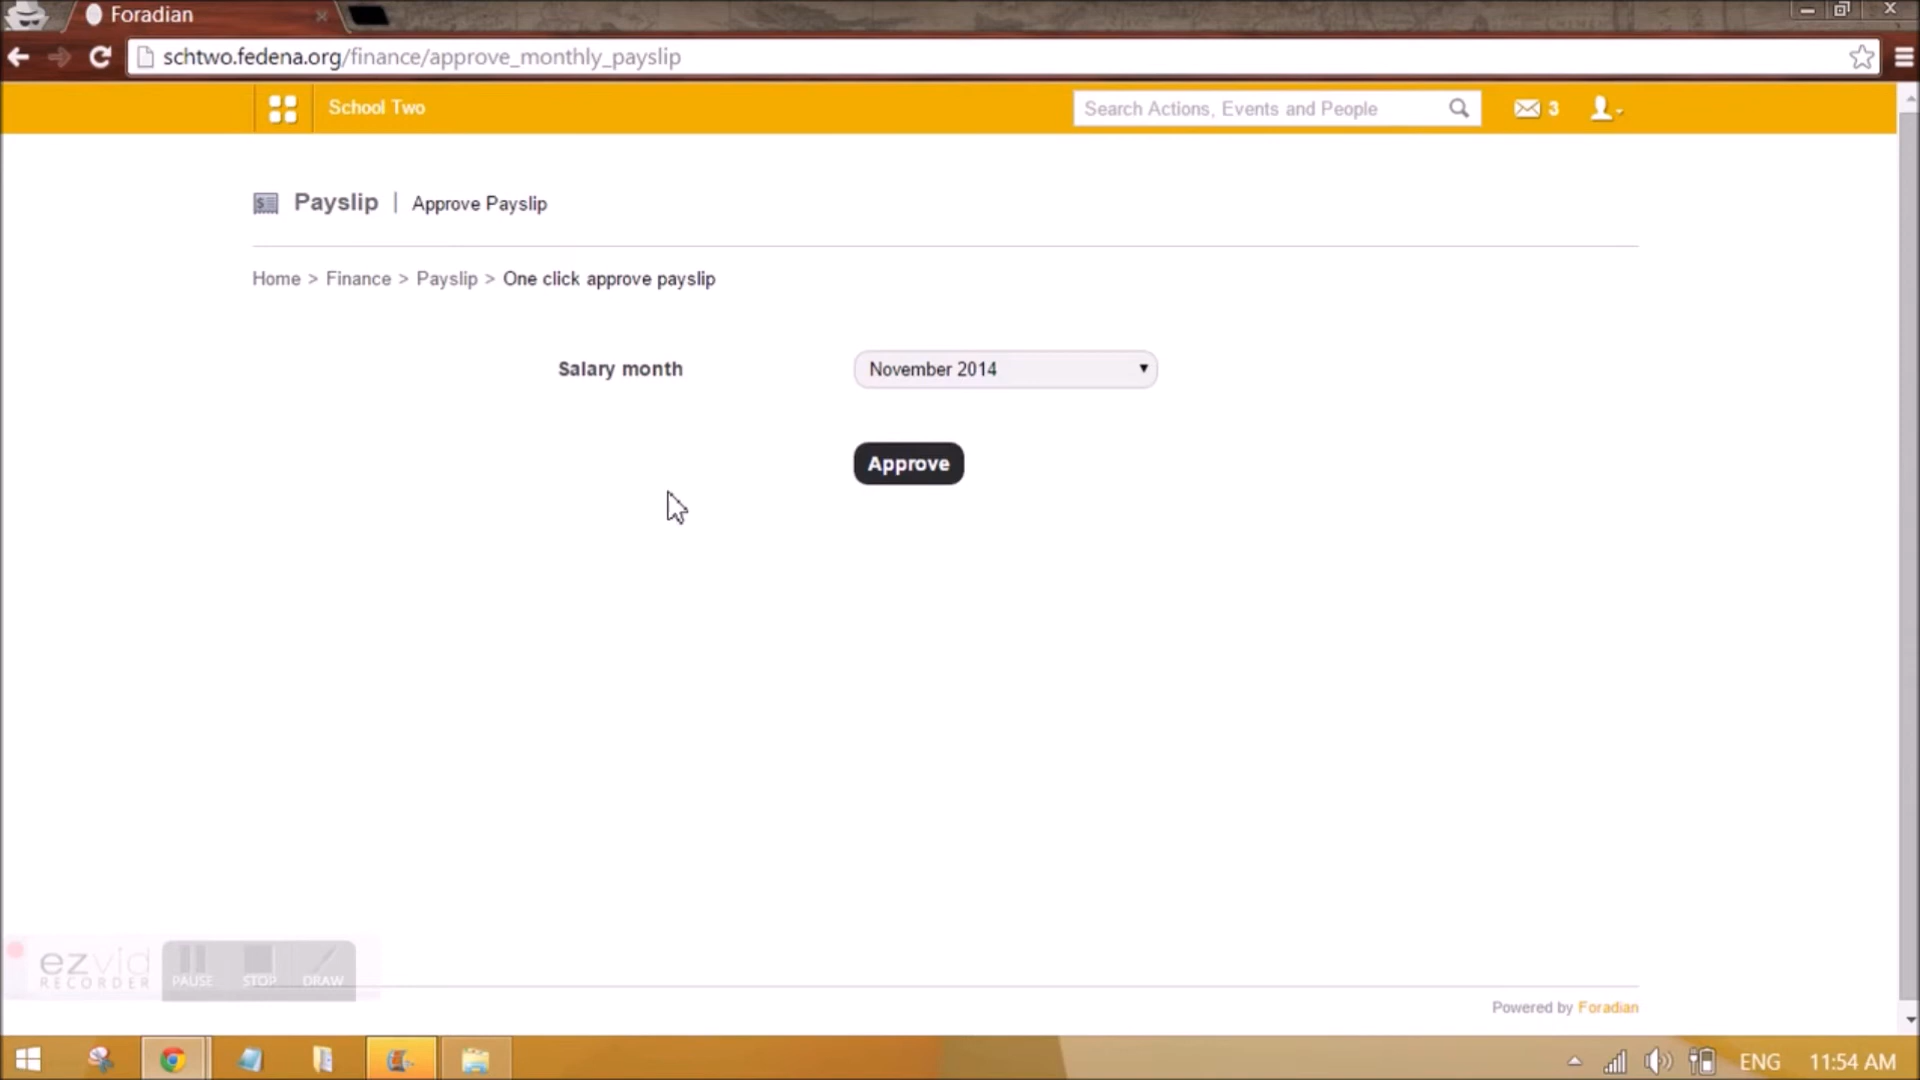 Foradian
schtwo.fedena.org/finance/approve_monthly_payslip
School Two
Search Actions, Events and People
3
Payslip | Approve Payslip
Home > Finance > Payslip > One click approve payslip
Salary month
November 2014
Approve
ezvid
RECORDER
PAUSE
STOP
DRAW
Powered by Foradian
ENG
11:54 AM